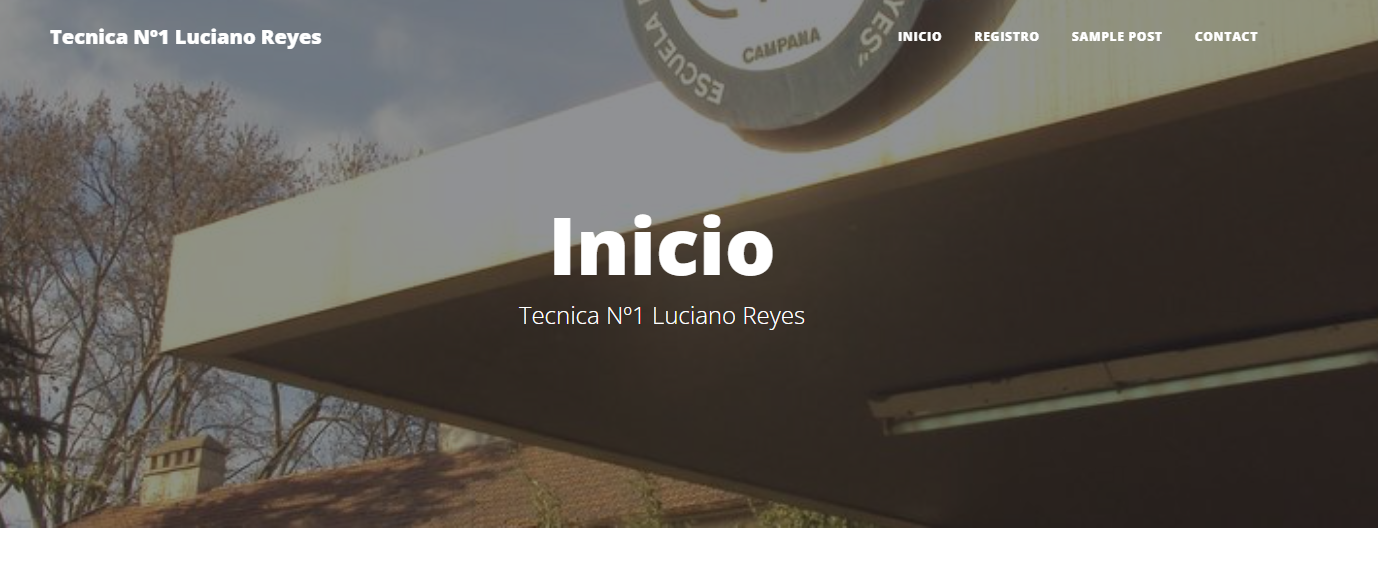 Tecnica Nº1 Luciano Reyes
INICIO
REGISTRO
SAMPLE POST
CONTACT
ESCUELA
CAMPANA
YES"
Inicio
Tecnica Nº1 Luciano Reyes